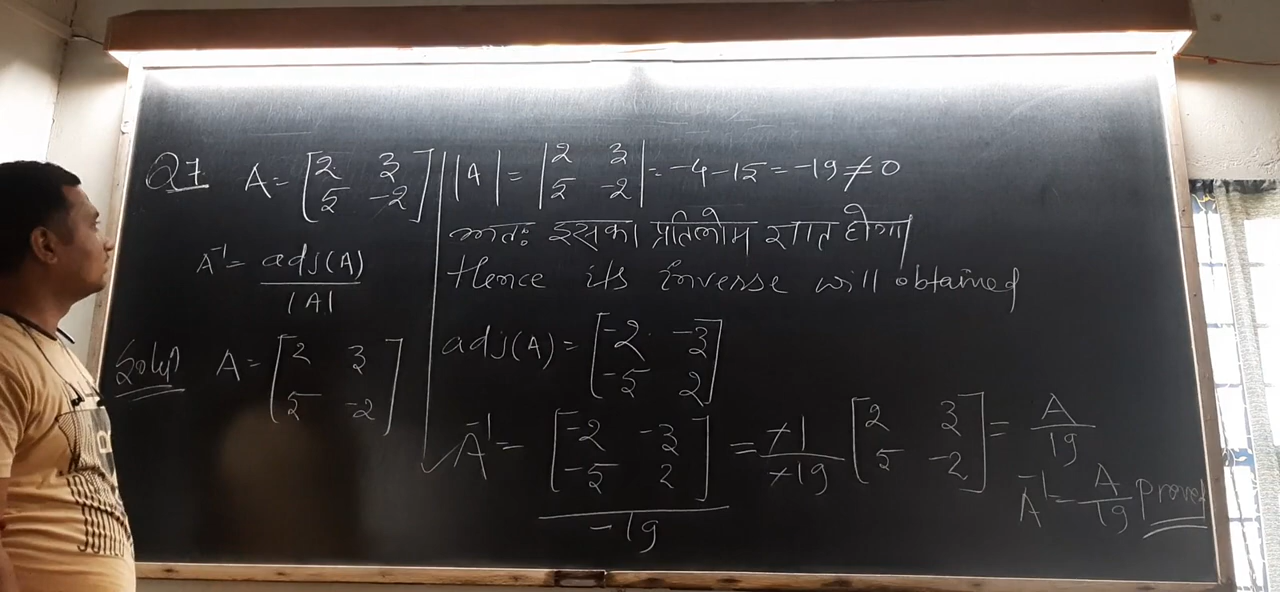 Q7 A = [2 3 5 -2]
A⁻¹ = adj(A)
|A|
Solⁿ A = [2 3 5 -2]
|A| = |2 3 5 -2| = -4-15 = -19 ≠ 0
अतः इसका प्रतिलोम ज्ञात होगा
Hence its inverse will obtained
adj(A) = [-2 -3 -5 2]
A⁻¹ = [-2 -3 -5 2] / -19 = -1/-19 [2 3 5 -2] = A/19
A⁻¹ = A/19 proved